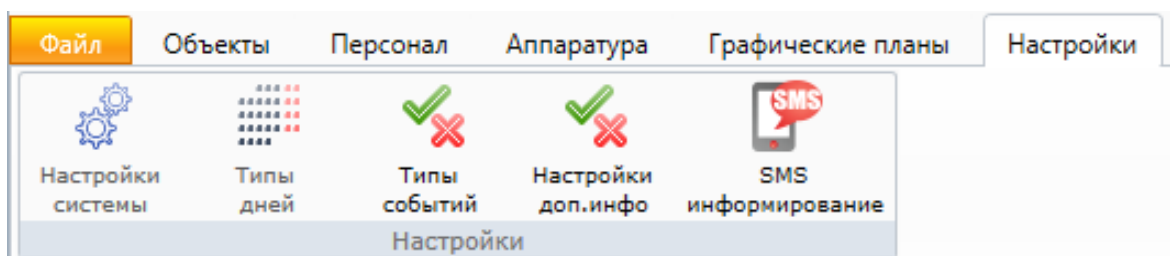 Файл Объекты Персонал Аппаратура Графические планы Настройки
SMS
Настройки Типы Типы Настройки SMS
системы дней событий доп.инфо информирование
Настройки